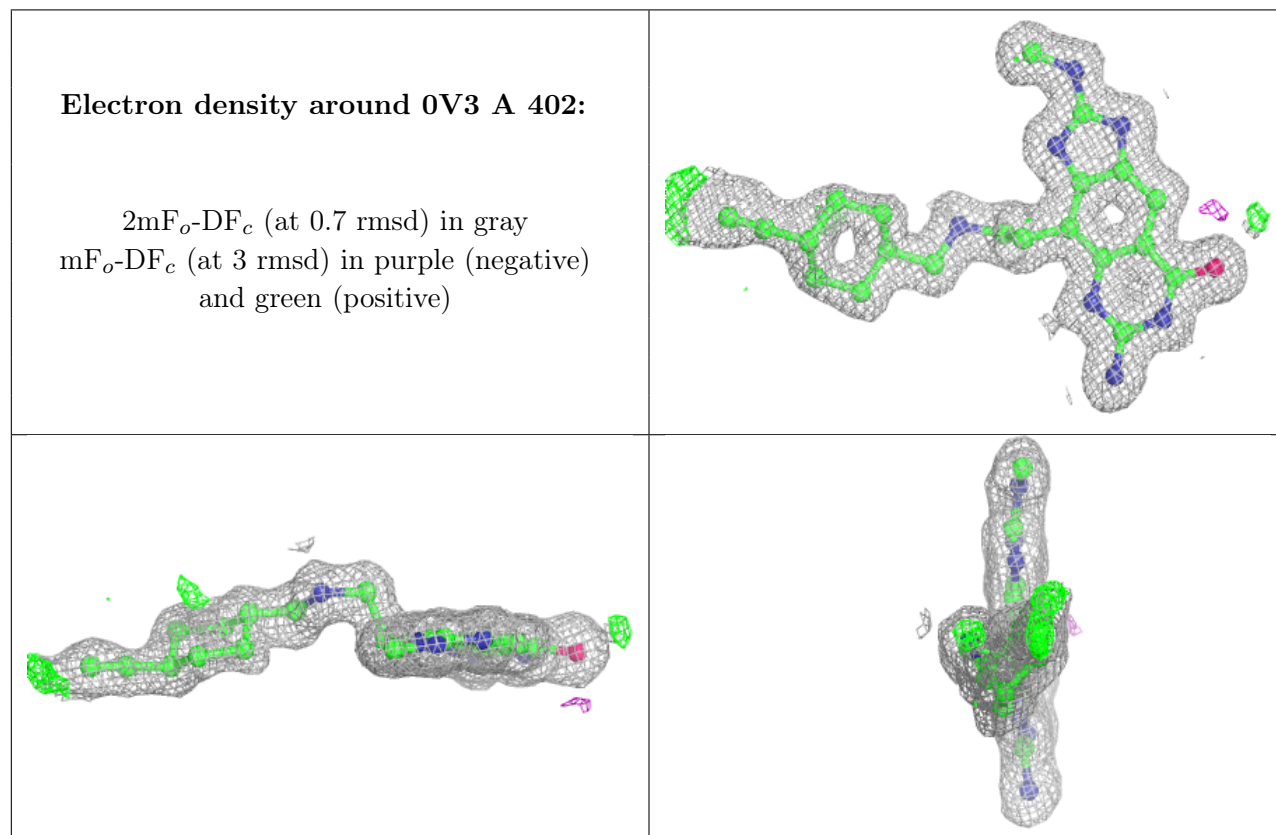 Electron density around 0V3 A 402:
2mFo-DFc (at 0.7 rmsd) in gray
mFo-DFc (at 3 rmsd) in purple (negative)
and green (positive)